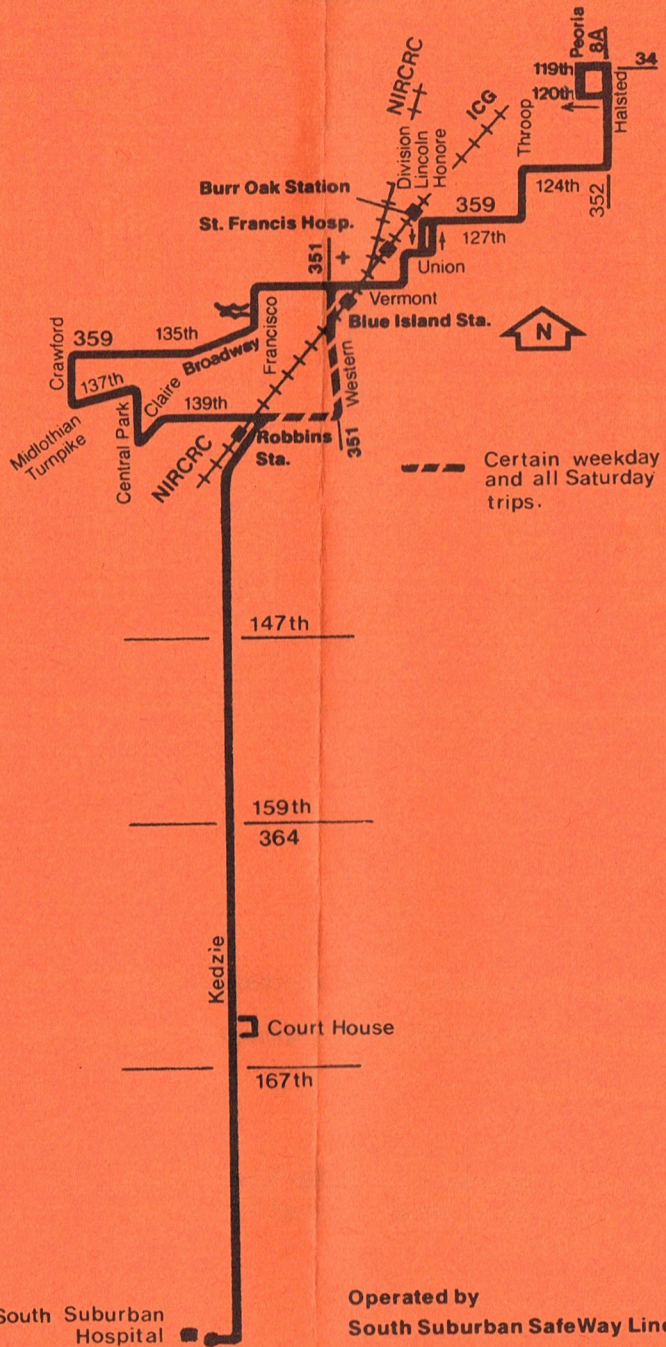 Peoria
8A
34
119th
120th
Halsted
NIRCRC
ICG
Throop
Division
Lincoln
Honore
124th
352
Burr Oak Station
359
St. Francis Hosp.
127th
351
Union
Vermont
Blue Island Sta.
N
Crawford
359
135th
Broadway
Francisco
Western
137th
Claire
139th
Midlothian
Turnpike
Central Park
NIRCRC
Robbins
Sta.
351
Certain weekday
and all Saturday
trips.
147th
159th
364
Kedzie
Court House
167th
South Suburban
Hospital
Operated by
South Suburban SafeWay